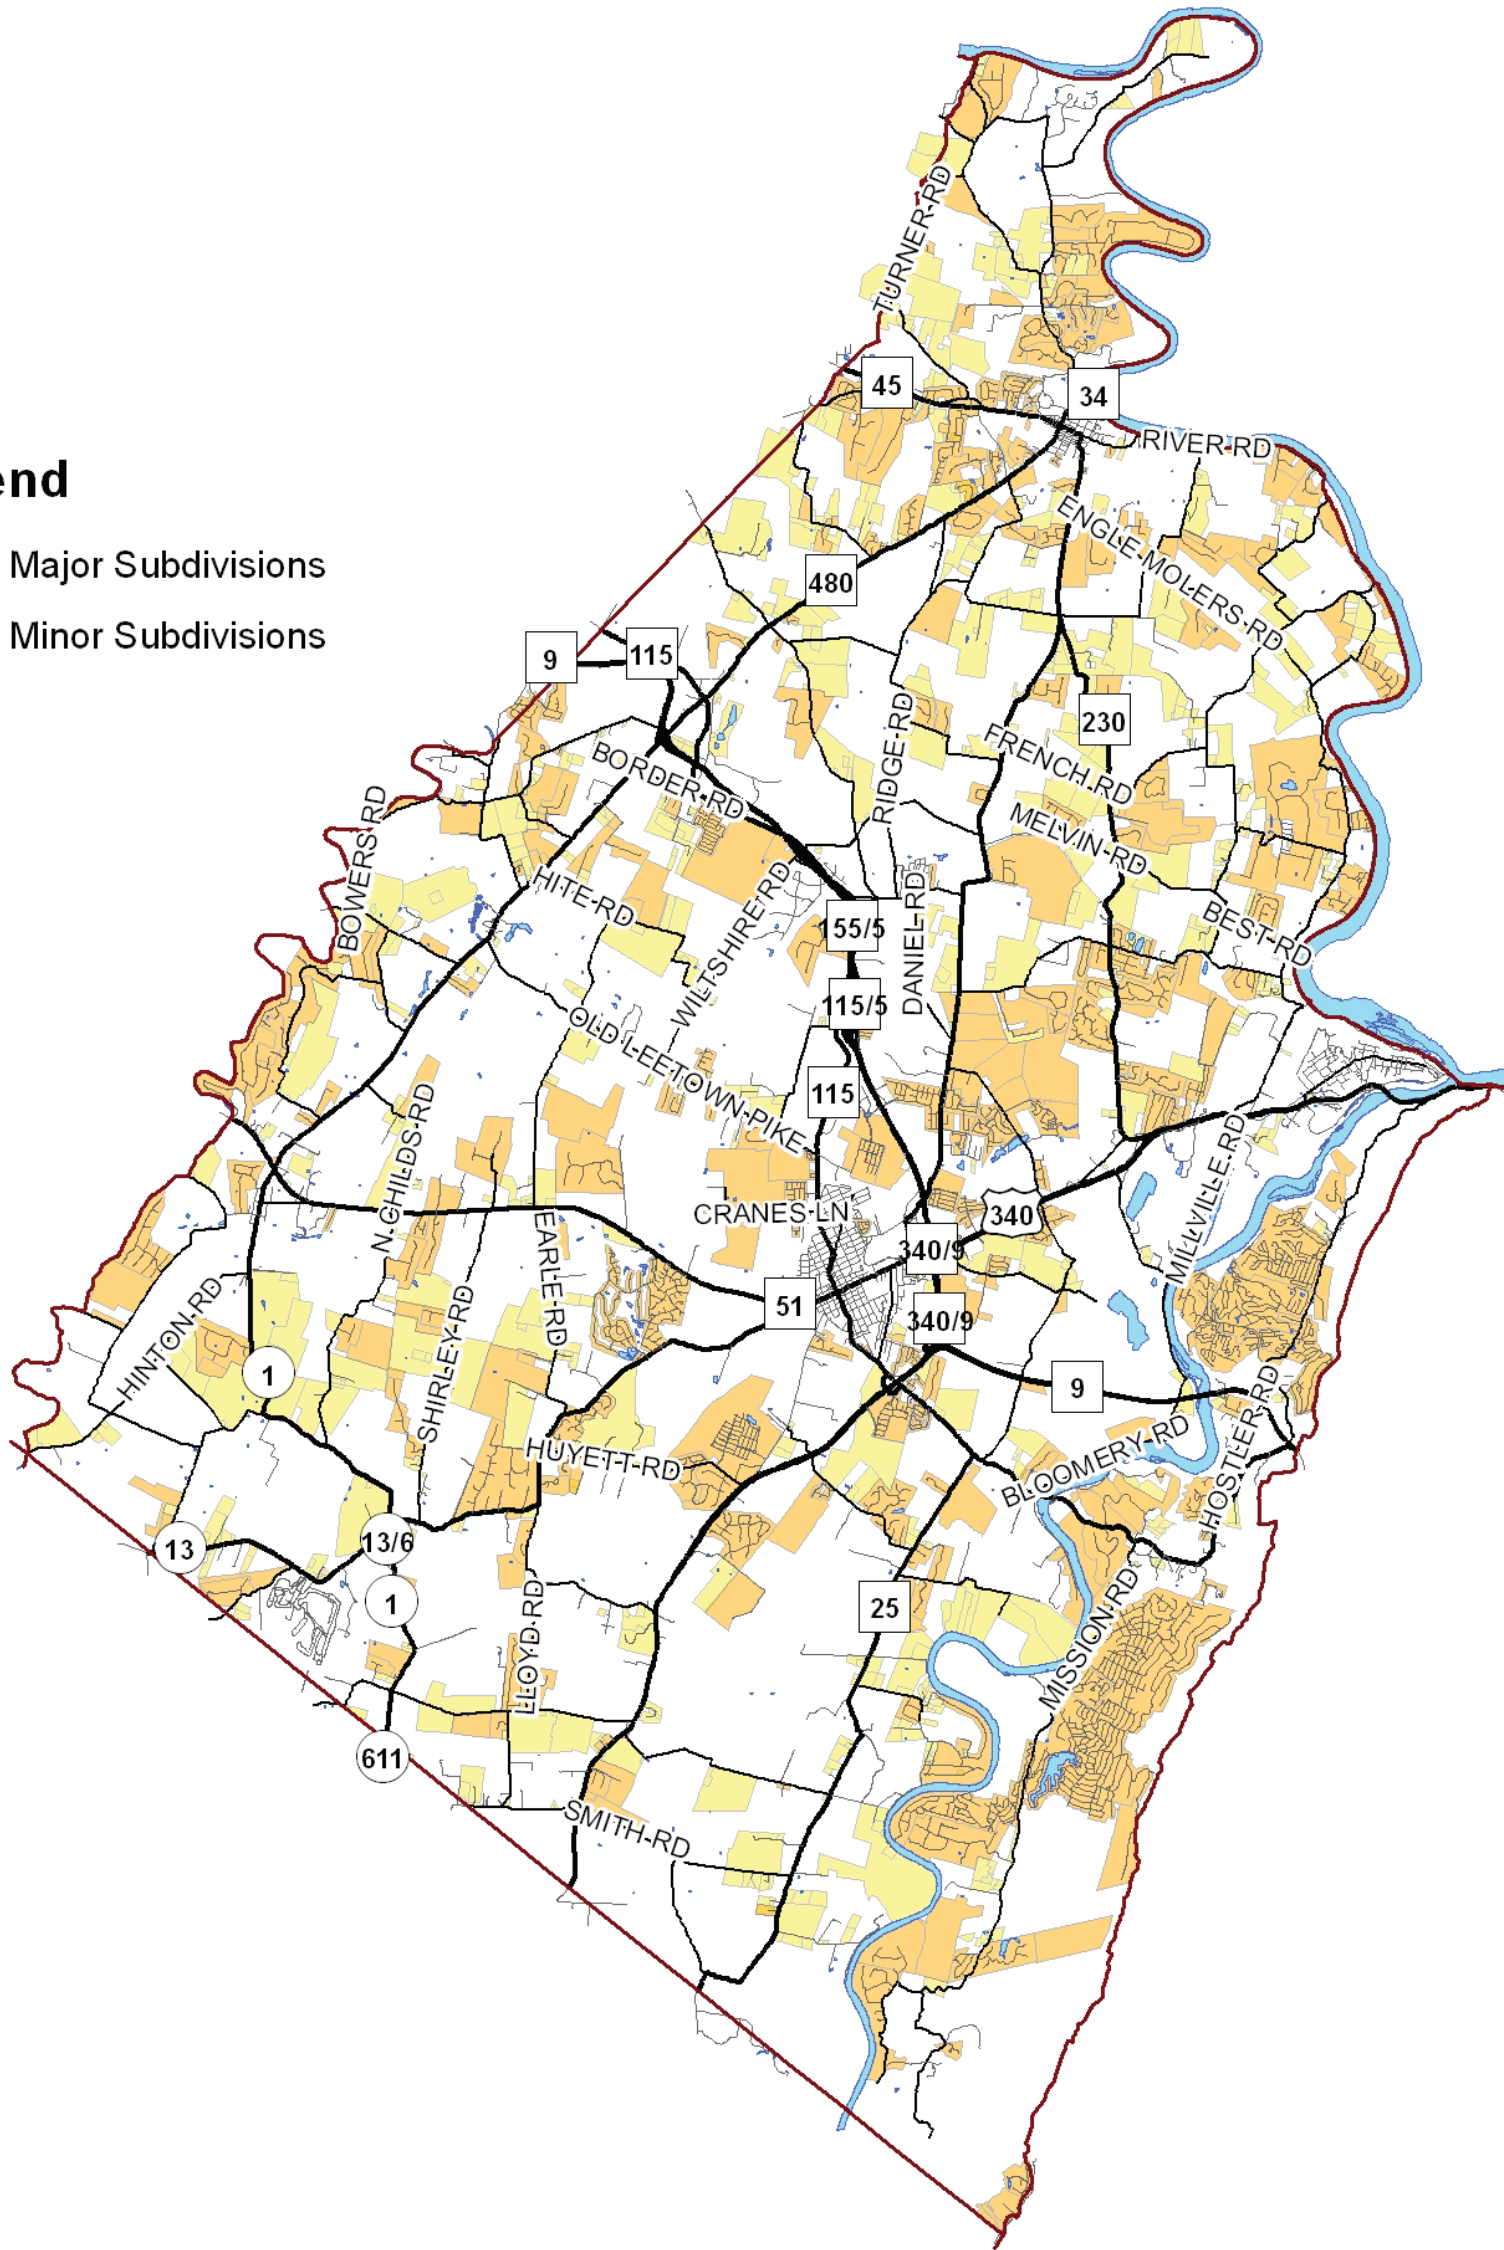 TURNER RD
45
34
RIVER RD
end
ENGLE MOLERS RD
Major Subdivisions
480
Minor Subdivisions
9
115
230
RIDGE RD
FRENCH RD
BORDER RD
MELVIN RD
BOWERS RD
HITE RD
WILTSHIRE RD
DANIEL RD
155/5
BEST RD
115/5
OLD LEETOWN PIKE
115
N CHILDS RD
MILLVILLE RD
CRANES LN
340
EARLE RD
340/9
51
340/9
HINTON RD
SHIRLEY RD
1
9
HUYETT RD
BLOOMERY RD
HOSTLER RD
13
13/6
1
25
LLOYD RD
MISSION RD
611
SMITH RD